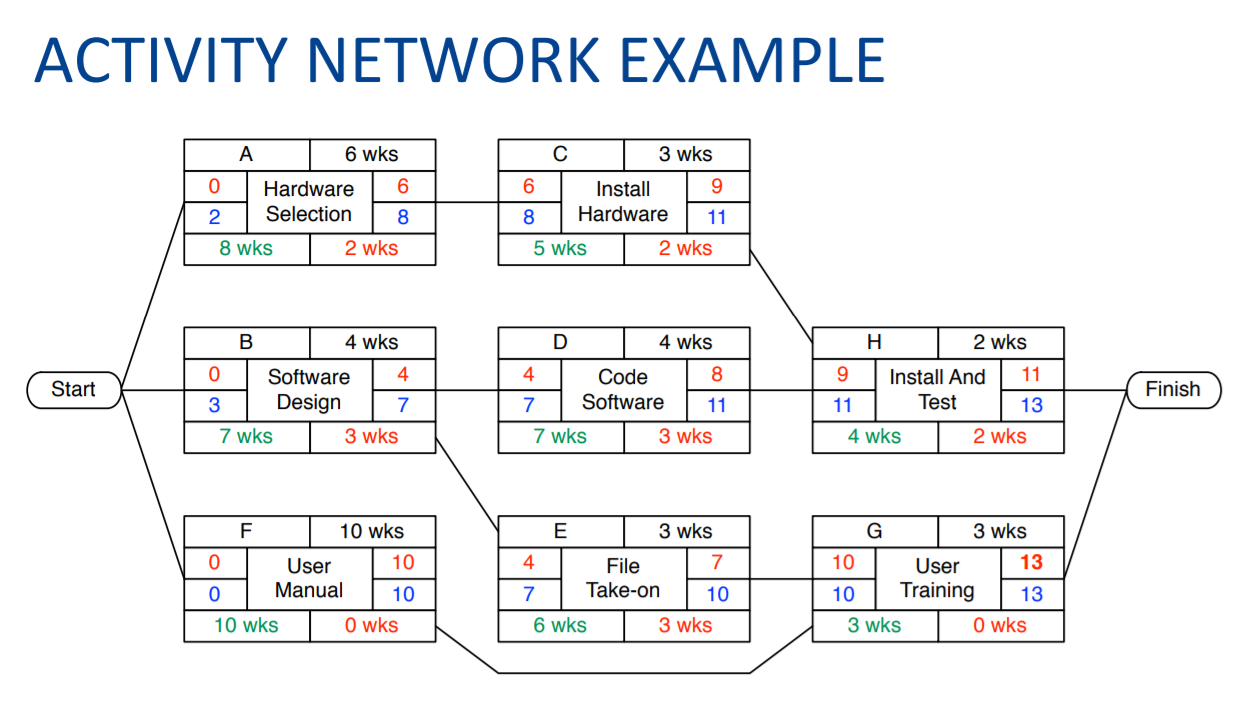 ACTIVITY NETWORK EXAMPLE
A 6 wks
0 Hardware 6
2 Selection 8
8 wks 2 wks
C 3 wks
6 Install 9
8 Hardware 11
5 wks 2 wks
Start
B 4 wks
0 Software 4
3 Design 7
7 wks 3 wks
D 4 wks
4 Code 8
7 Software 11
7 wks 3 wks
H 2 wks
9 Install And 11
11 Test 13
4 wks 2 wks
Finish
F 10 wks
0 User 10
0 Manual 10
10 wks 0 wks
E 3 wks
4 File 7
7 Take-on 10
6 wks 3 wks
G 3 wks
10 User 13
10 Training 13
3 wks 0 wks